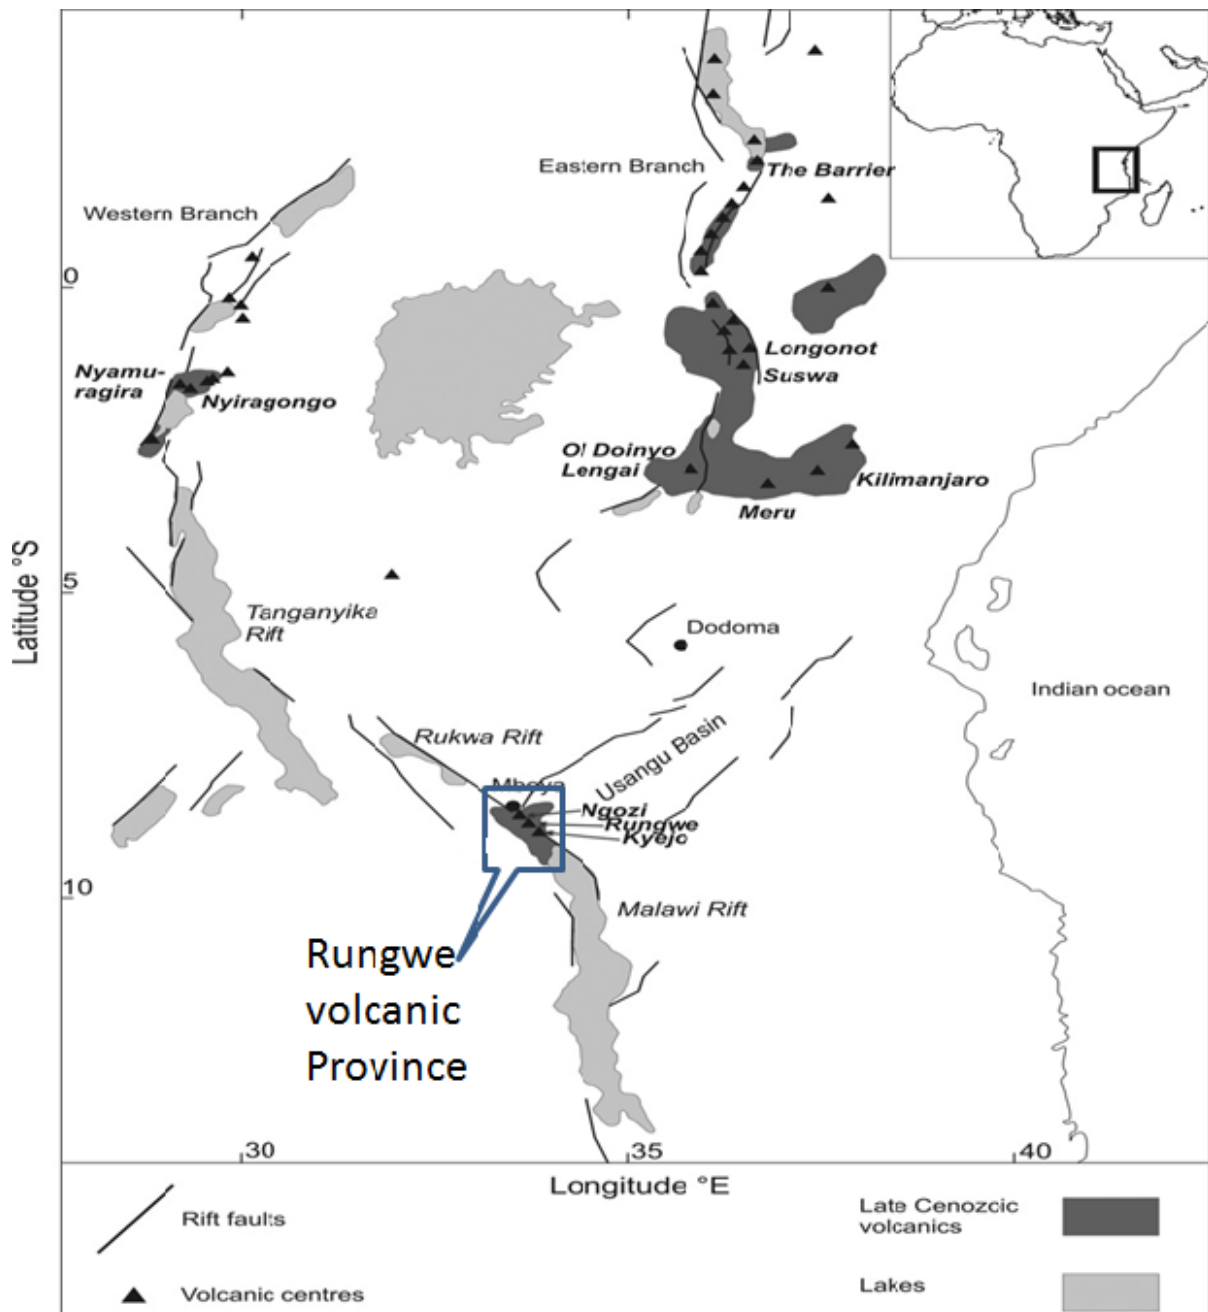 Eastern Branch
The Barrier
Western Branch
0
Longonot
Suswa
Nyamu-
ragira
Nyiragongo
O! Doinyo
Lengai
Kilimanjaro
Meru
Latitude °S
5
Tanganyika
Rift
Dodoma
Indian ocean
Rukwa Rift
Usangu Basin
Mbeya
Ngozi
Rungwe
Kyejo
10
Malawi Rift
Rungwe
volcanic
Province
30
35
40
Longitude °E
Rift faults
Late Cenozcic
volcanics
Volcanic centres
Lakes